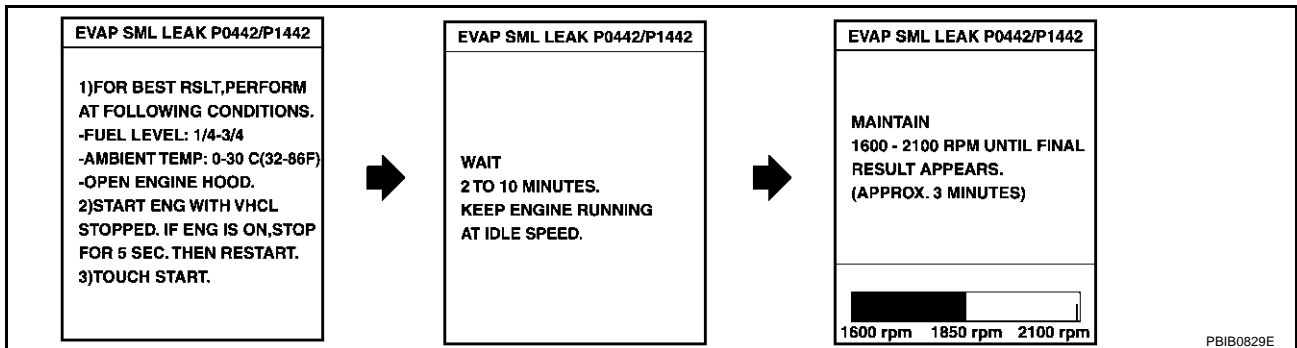 EVAP SML LEAK P0442/P1442
1)FOR BEST RSLT,PERFORM
AT FOLLOWING CONDITIONS.
-FUEL LEVEL: 1/4-3/4
-AMBIENT TEMP: 0-30 C(32-86F)
-OPEN ENGINE HOOD.
2)START ENG WITH VHCL
STOPPED. IF ENG IS ON,STOP
FOR 5 SEC. THEN RESTART.
3)TOUCH START.
EVAP SML LEAK P0442/P1442
WAIT
2 TO 10 MINUTES.
KEEP ENGINE RUNNING
AT IDLE SPEED.
EVAP SML LEAK P0442/P1442
MAINTAIN
1600 - 2100 RPM UNTIL FINAL
RESULT APPEARS.
(APPROX. 3 MINUTES)
1600 rpm 1850 rpm 2100 rpm
PBIB0829E